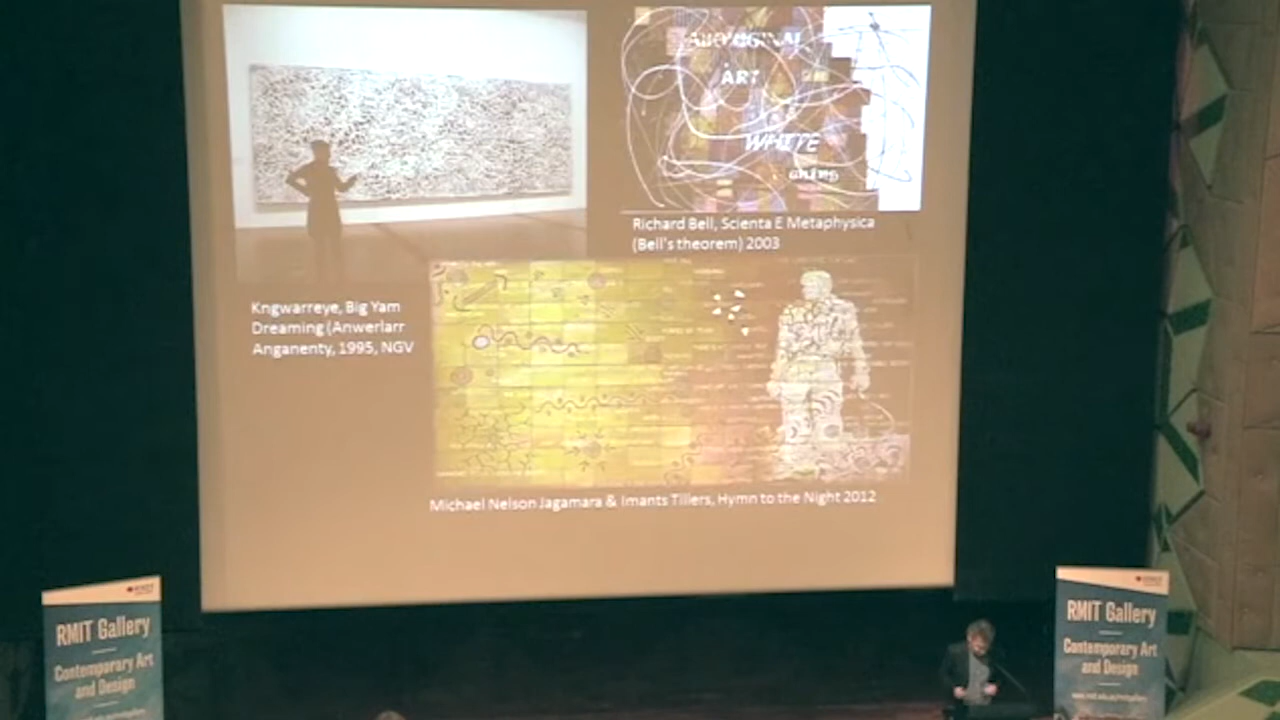 ABORIGINAL
ART
WHITE
THING
Richard Bell, Scienta E Metaphysica
(Bell's theorem) 2003
Kngwarreye, Big Yam
Dreaming (Anwerlarr
Anganenty, 1995, NGV
Michael Nelson Jagamara & Imants Tillers, Hymn to the Night 2012
RMIT Gallery
Contemporary Art
and Design
RMIT Gallery
Contemporary Art
and Design